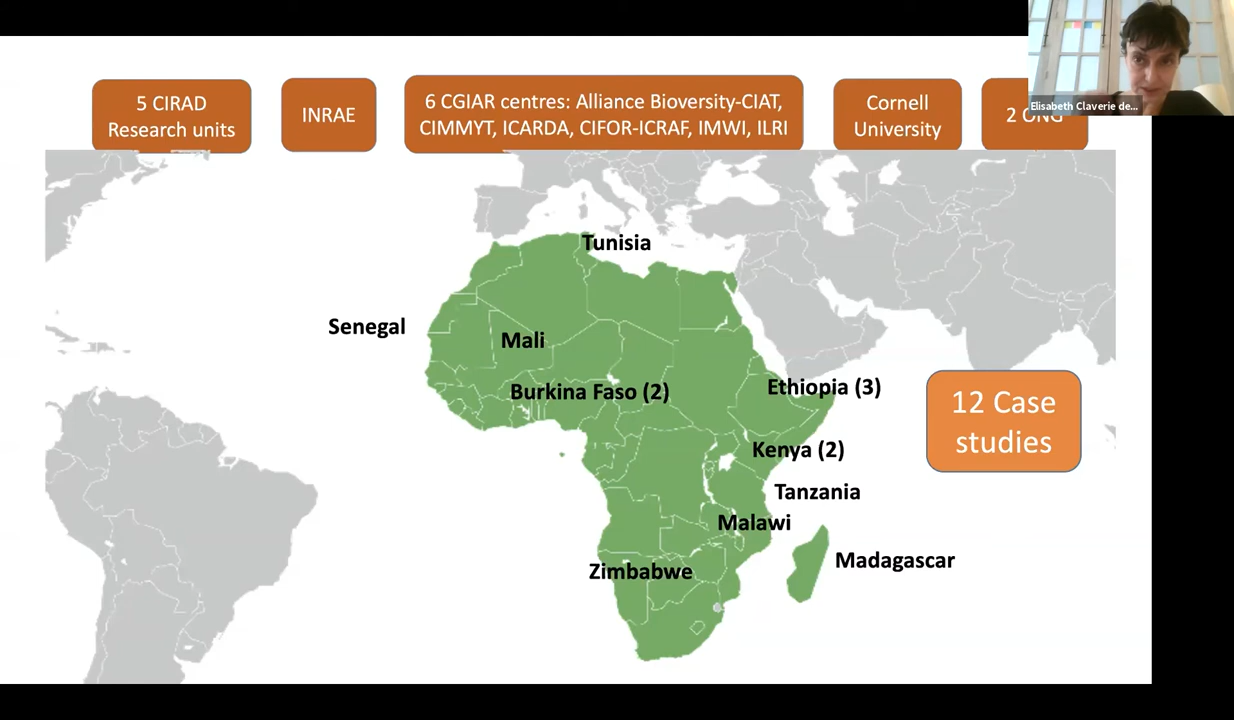 5 CIRAD
Research units
INRAE
6 CGIAR centres: Alliance Bioversity-CIAT,
CIMMYT, ICARDA, CIFOR-ICRAF, IMWI, ILRI
Cornell
University
2 ONG
Elisabeth Claverie de...
Tunisia
Senegal
Mali
Burkina Faso (2)
Ethiopia (3)
12 Case
studies
Kenya (2)
Tanzania
Malawi
Madagascar
Zimbabwe